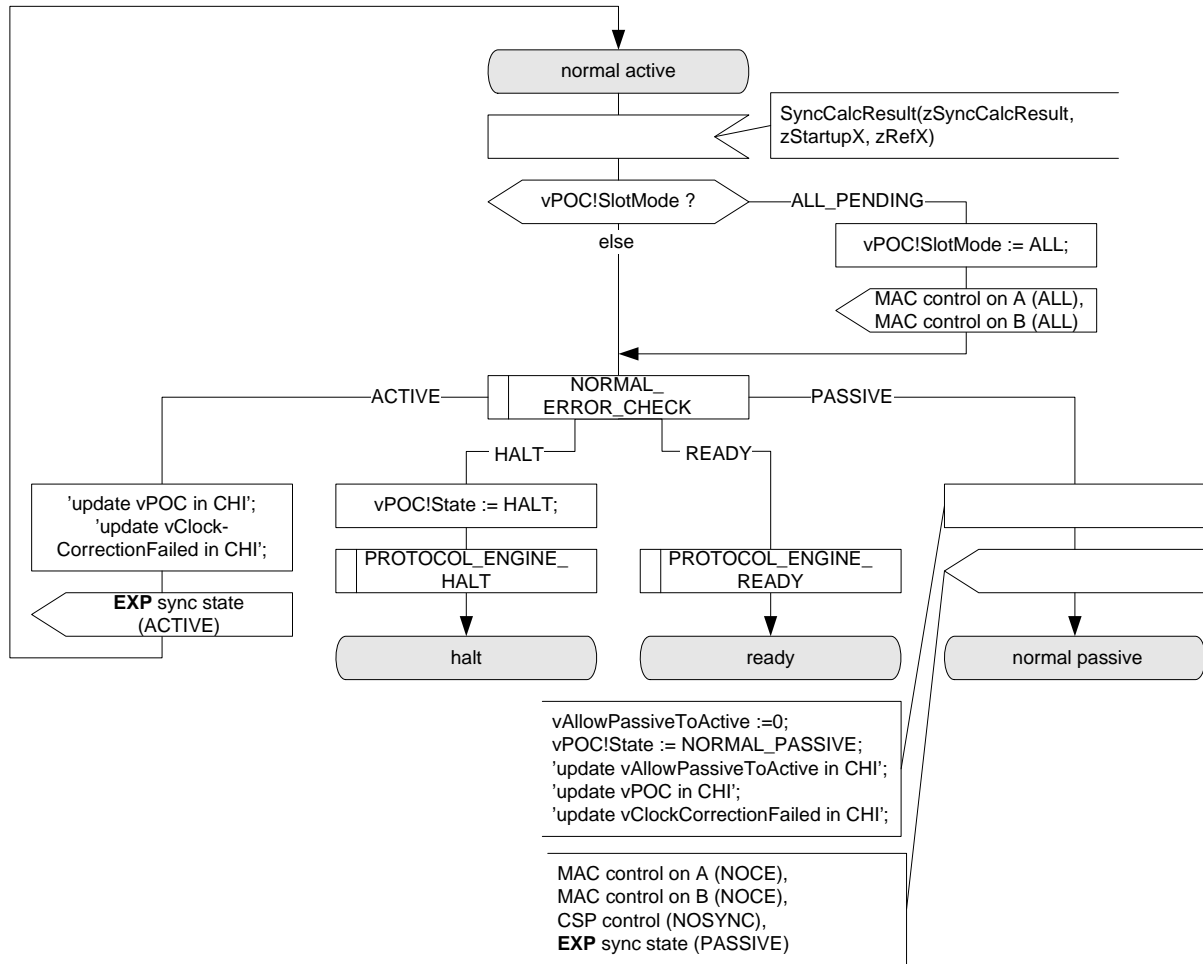 normal active
SyncCalcResult(zSyncCalcResult,
zStartupX, zRefX)
vPOC!SlotMode ?
ALL_PENDING
else
vPOC!SlotMode := ALL;
MAC control on A (ALL),
MAC control on B (ALL)
ACTIVE
NORMAL_
ERROR_CHECK
PASSIVE
HALT
READY
'update vPOC in CHI';
'update vClock-
CorrectionFailed in CHI';
vPOC!State := HALT;
PROTOCOL_ENGINE_
HALT
PROTOCOL_ENGINE_
READY
EXP sync state
(ACTIVE)
halt
ready
normal passive
vAllowPassiveToActive :=0;
vPOC!State := NORMAL_PASSIVE;
'update vAllowPassiveToActive in CHI';
'update vPOC in CHI';
'update vClockCorrectionFailed in CHI';
MAC control on A (NOCE),
MAC control on B (NOCE),
CSP control (NOSYNC),
EXP sync state (PASSIVE)